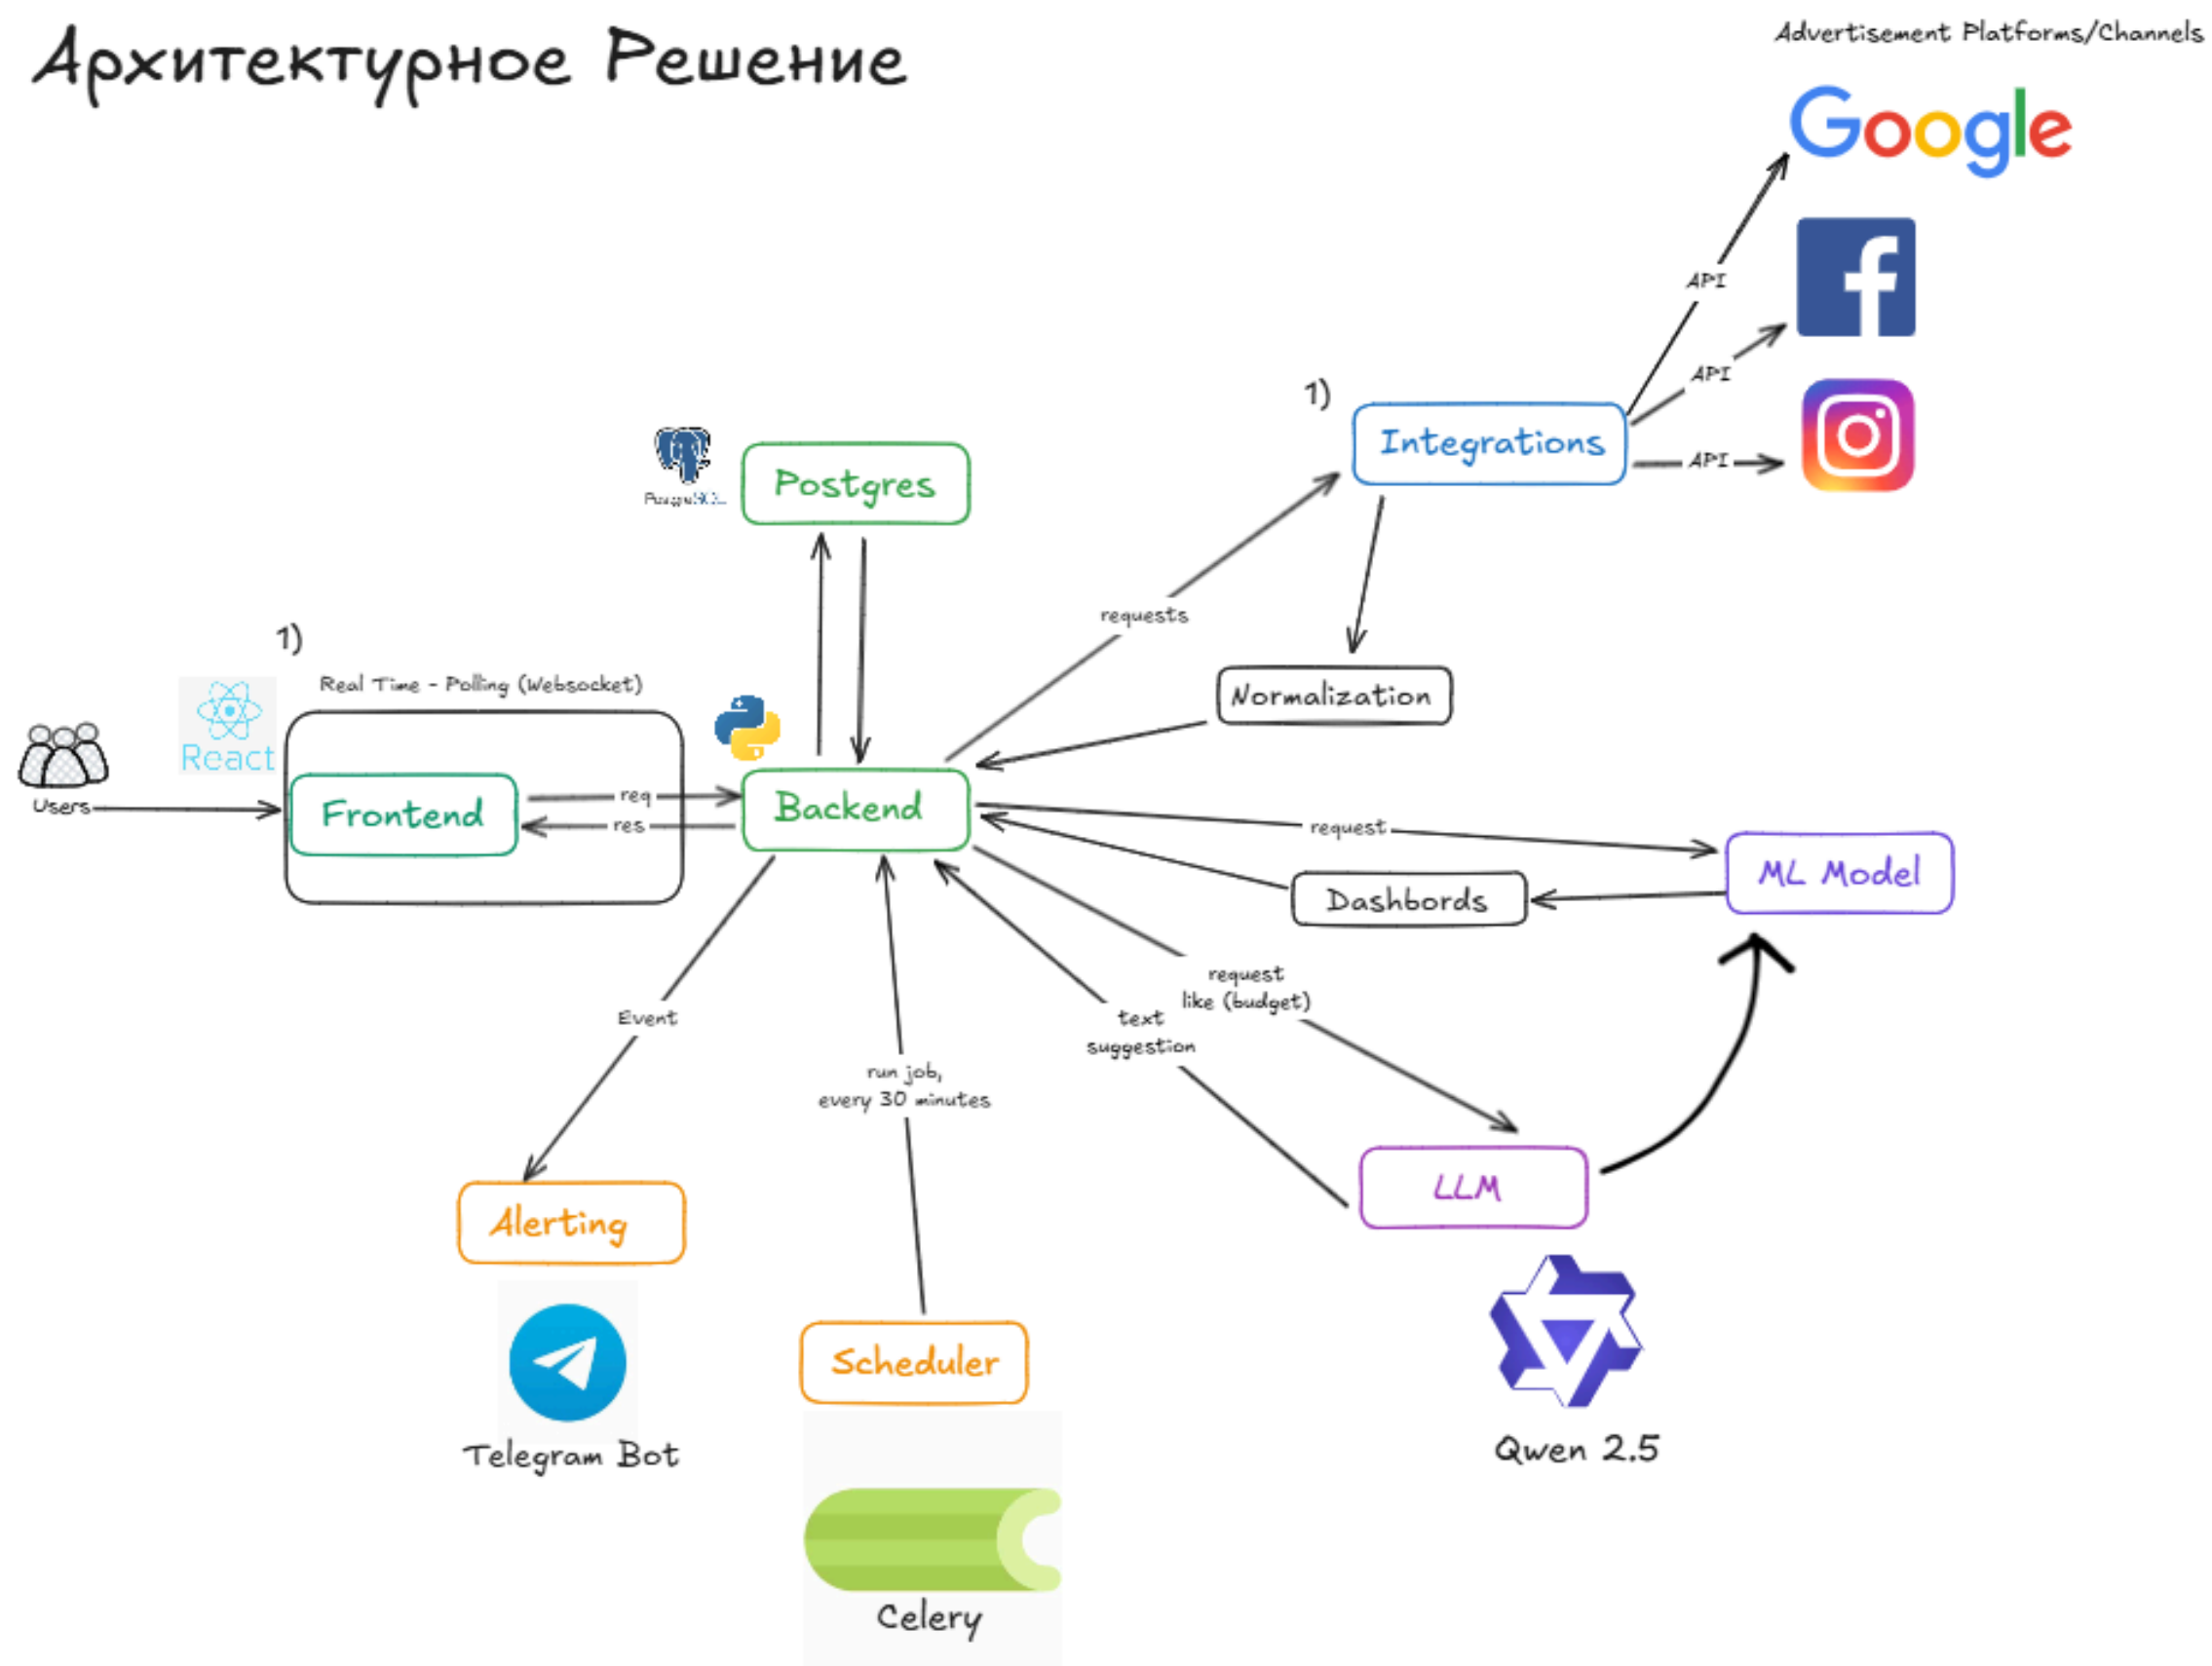 Архитектурное Решение
Advertisement Platforms/Channels
Google
API
API
API
1)
Integrations
PostgreSQL
Postgres
requests
1)
Real Time - Polling (Websocket)
Normalization
React
Users
Frontend
req
res
Backend
request
ML Model
Dashbords
request
like (budget)
text
suggestion
Event
run job,
every 30 minutes
LLM
Alerting
Scheduler
Telegram Bot
Qwen 2.5
Celery